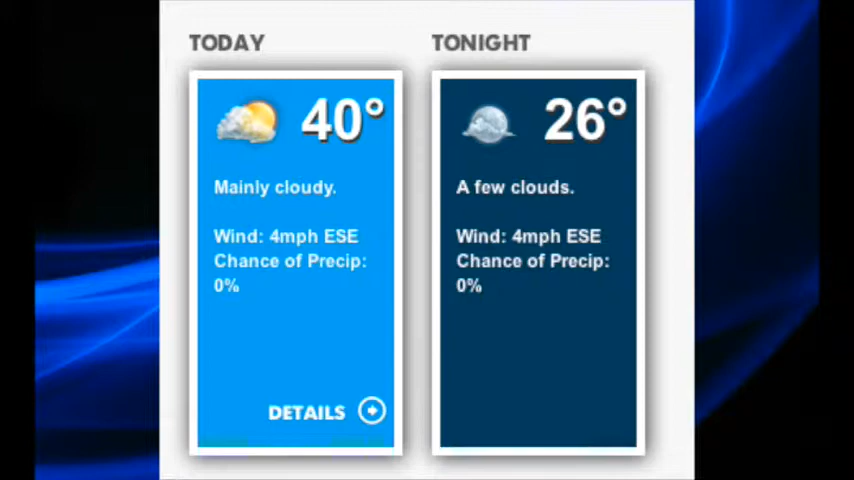 TODAY
40°
Mainly cloudy.
Wind: 4mph ESE
Chance of Precip:
0%
DETAILS
TONIGHT
26°
A few clouds.
Wind: 4mph ESE
Chance of Precip:
0%